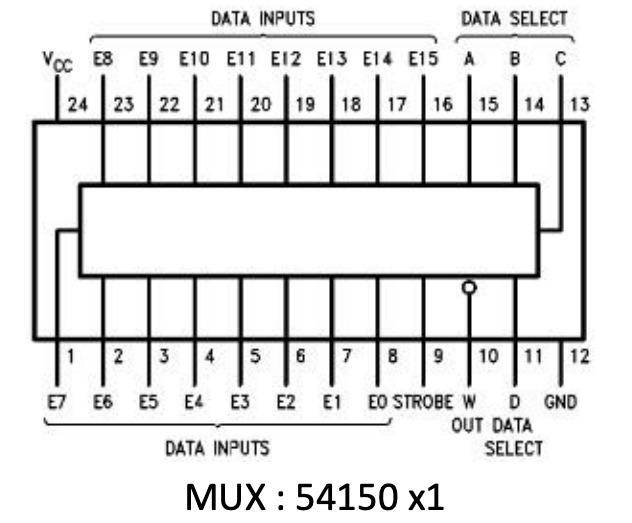 DATA INPUTS DATA SELECT
VCC E8 E9 E10 E11 E12 E13 E14 E15 A B C
24 23 22 21 20 19 18 17 16 15 14 13
1 2 3 4 5 6 7 8 9 10 11 12
E7 E6 E5 E4 E3 E2 E1 E0 STROBE W D GND
OUT DATA
DATA INPUTS SELECT
MUX : 54150 x1